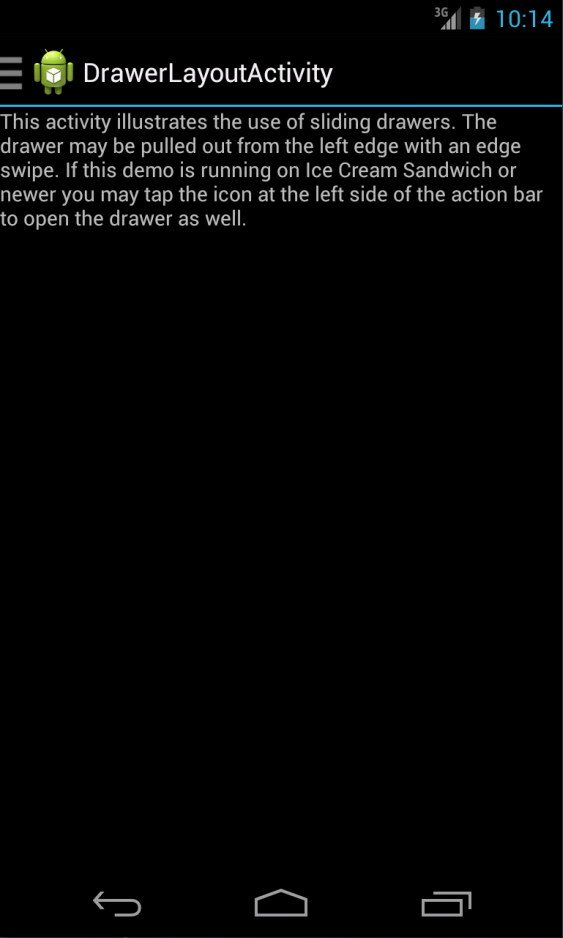 3G 10:14
DrawerLayoutActivity
This activity illustrates the use of sliding drawers. The
drawer may be pulled out from the left edge with an edge
swipe. If this demo is running on Ice Cream Sandwich or
newer you may tap the icon at the left side of the action bar
to open the drawer as well.